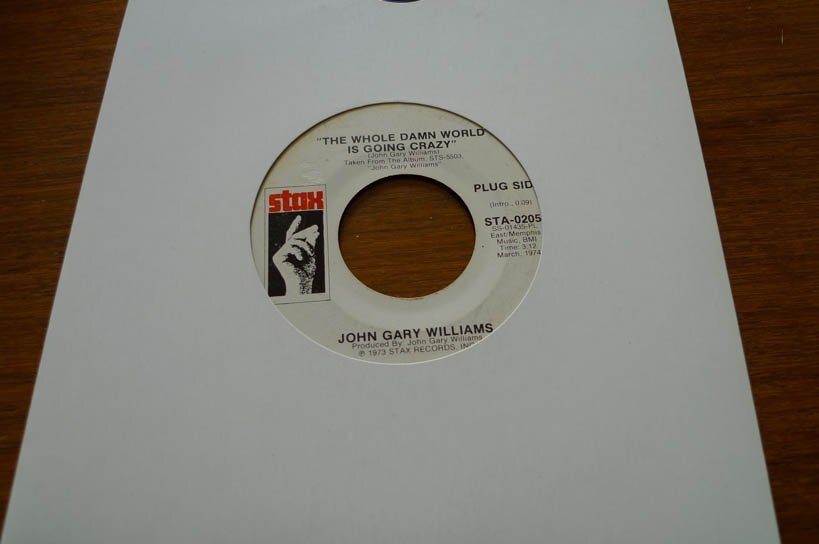 "THE WHOLE DAMN WORLD
IS GOING CRAZY"
(John Gary Williams)
Taken From The Album, STS-5503,
"John Gary Williams"
stax
PLUG SID
(Intro., 0:09)
STA-0205
SS-01435-PL
East/Memphis
Music, BMI
Time: 3:12
March, 1974
JOHN GARY WILLIAMS
Produced By: John Gary Williams
℗ 1973 STAX RECORDS, INC